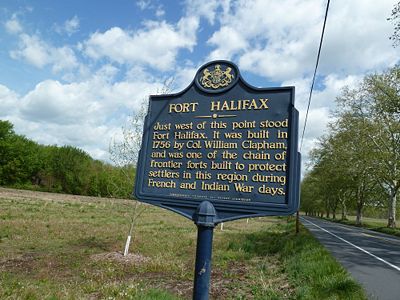 FORT HALIFAX
Just west of this point stood
Fort Halifax. It was built in
1756 by Col. William Clapham,
and was one of the chain of
frontier forts built to protect
settlers in this region during
French and Indian War days.